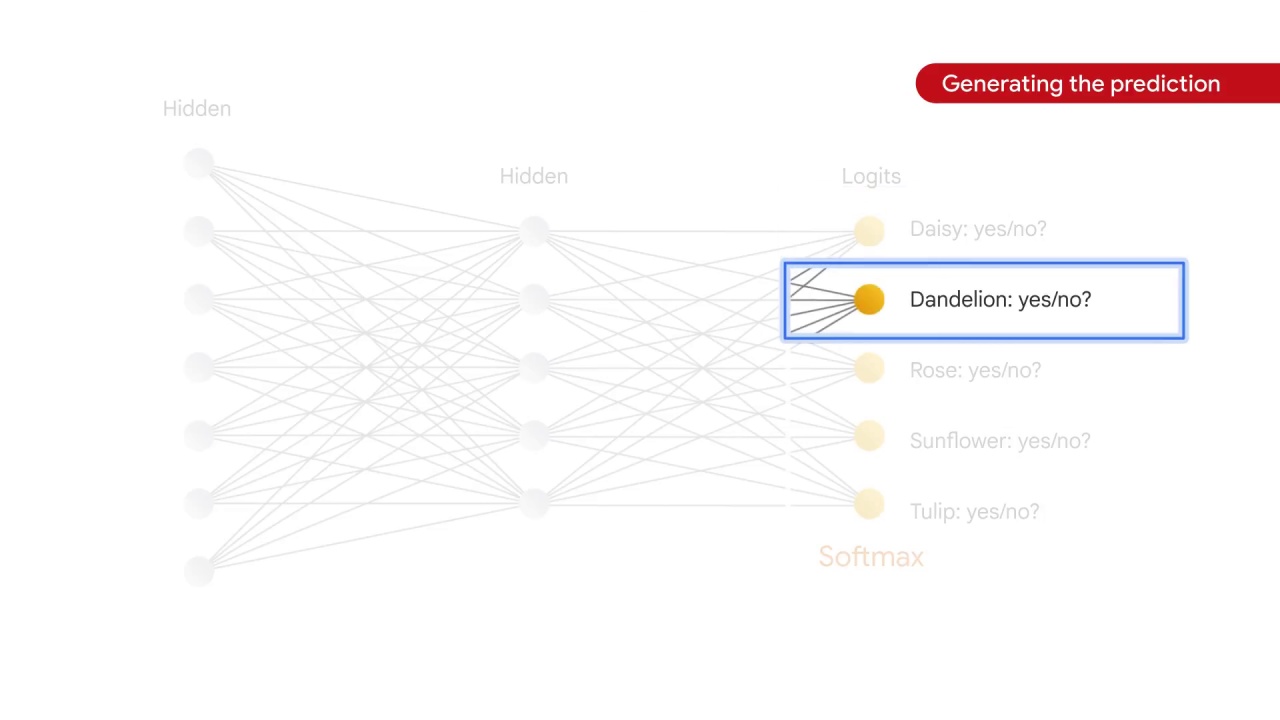 Generating the prediction
Hidden
Hidden
Logits
Daisy: yes/no?
Dandelion: yes/no?
Rose: yes/no?
Sunflower: yes/no?
Tulip: yes/no?
Softmax